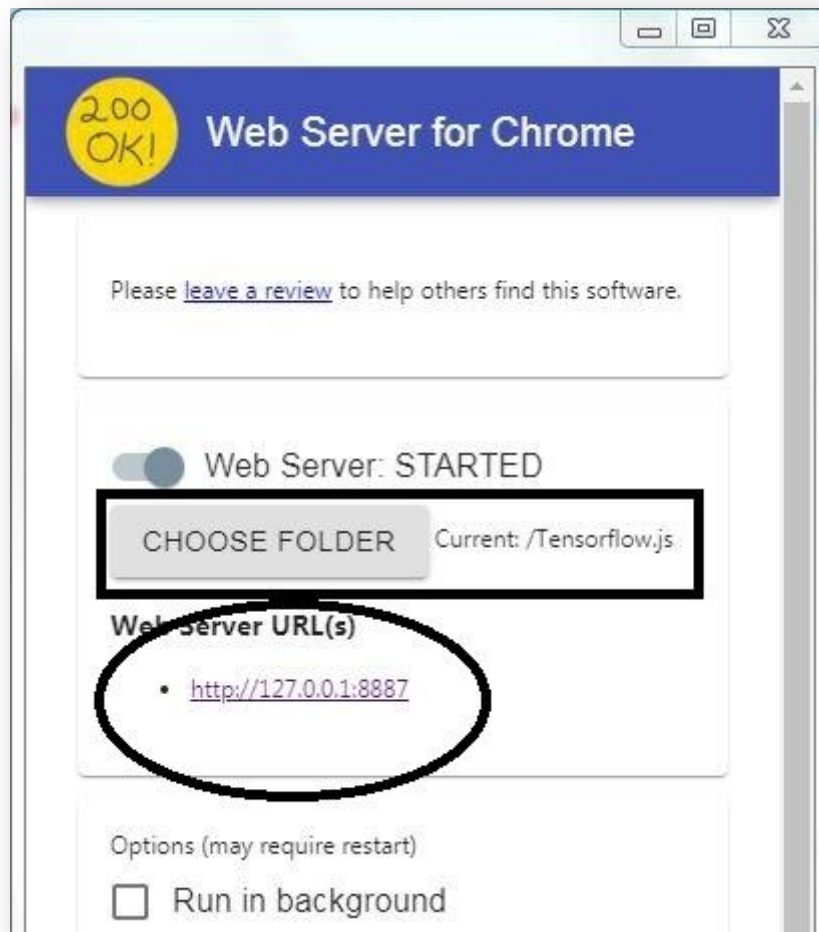 200
OK!
Web Server for Chrome
Please leave a review to help others find this software.
Web Server: STARTED
CHOOSE FOLDER Current: /Tensorflow.js
Web Server URL(s)
• http://127.0.0.1:8887
Options (may require restart)
Run in background